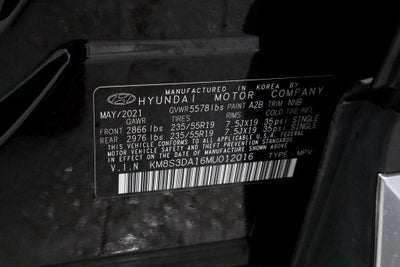 MANUFACTURED IN KOREA BY
HYUNDAI MOTOR COMPANY
MAY/2021 GVWR5578lbs PAINT A2B TRIM NNB
GAWR TIRES RIMS COLD TIRE-INFL
FRONT 2866 lbs 235/55R19 7.5JX19 35psi SINGLE
REAR 2976 lbs 235/55R19 7.5JX19 35psi SINGLE
THIS VEHICLE CONFORMS TO ALL APPLICABLE U.S.A. FEDERAL
MOTOR VEHICLE SAFETY AND THEFT PREVENTION STANDARDS
IN EFFECT ON THE DATE OF MANUFACTURE SHOWN ABOVE
V.I.N KM8S3DA16MU012016 TYPE : MPV